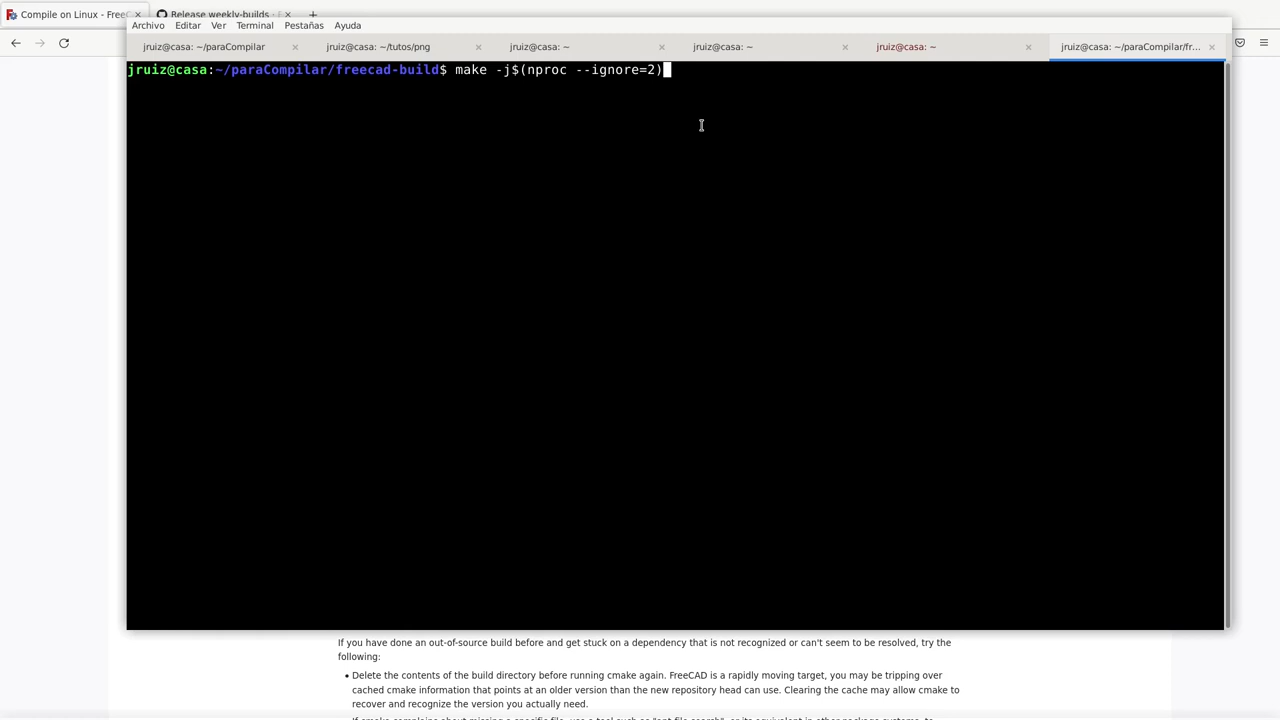 Compile on Linux - FreeC
Release weekly-builds ·
Archivo Editar Ver Terminal Pestañas Ayuda
jruiz@casa: ~/paraCompilar
jruiz@casa: ~/tutos/png
jruiz@casa: ~
jruiz@casa: ~
jruiz@casa: ~
jruiz@casa: ~/paraCompilar/fr...
jruiz@casa:~/paraCompilar/freecad-build$ make -j$(nproc --ignore=2)
If you have done an out-of-source build before and get stuck on a dependency that is not recognized or can't seem to be resolved, try the
following:
• Delete the contents of the build directory before running cmake again. FreeCAD is a rapidly moving target, you may be tripping over
cached cmake information that points at an older version than the new repository head can use. Clearing the cache may allow cmake to
recover and recognize the version you actually need.